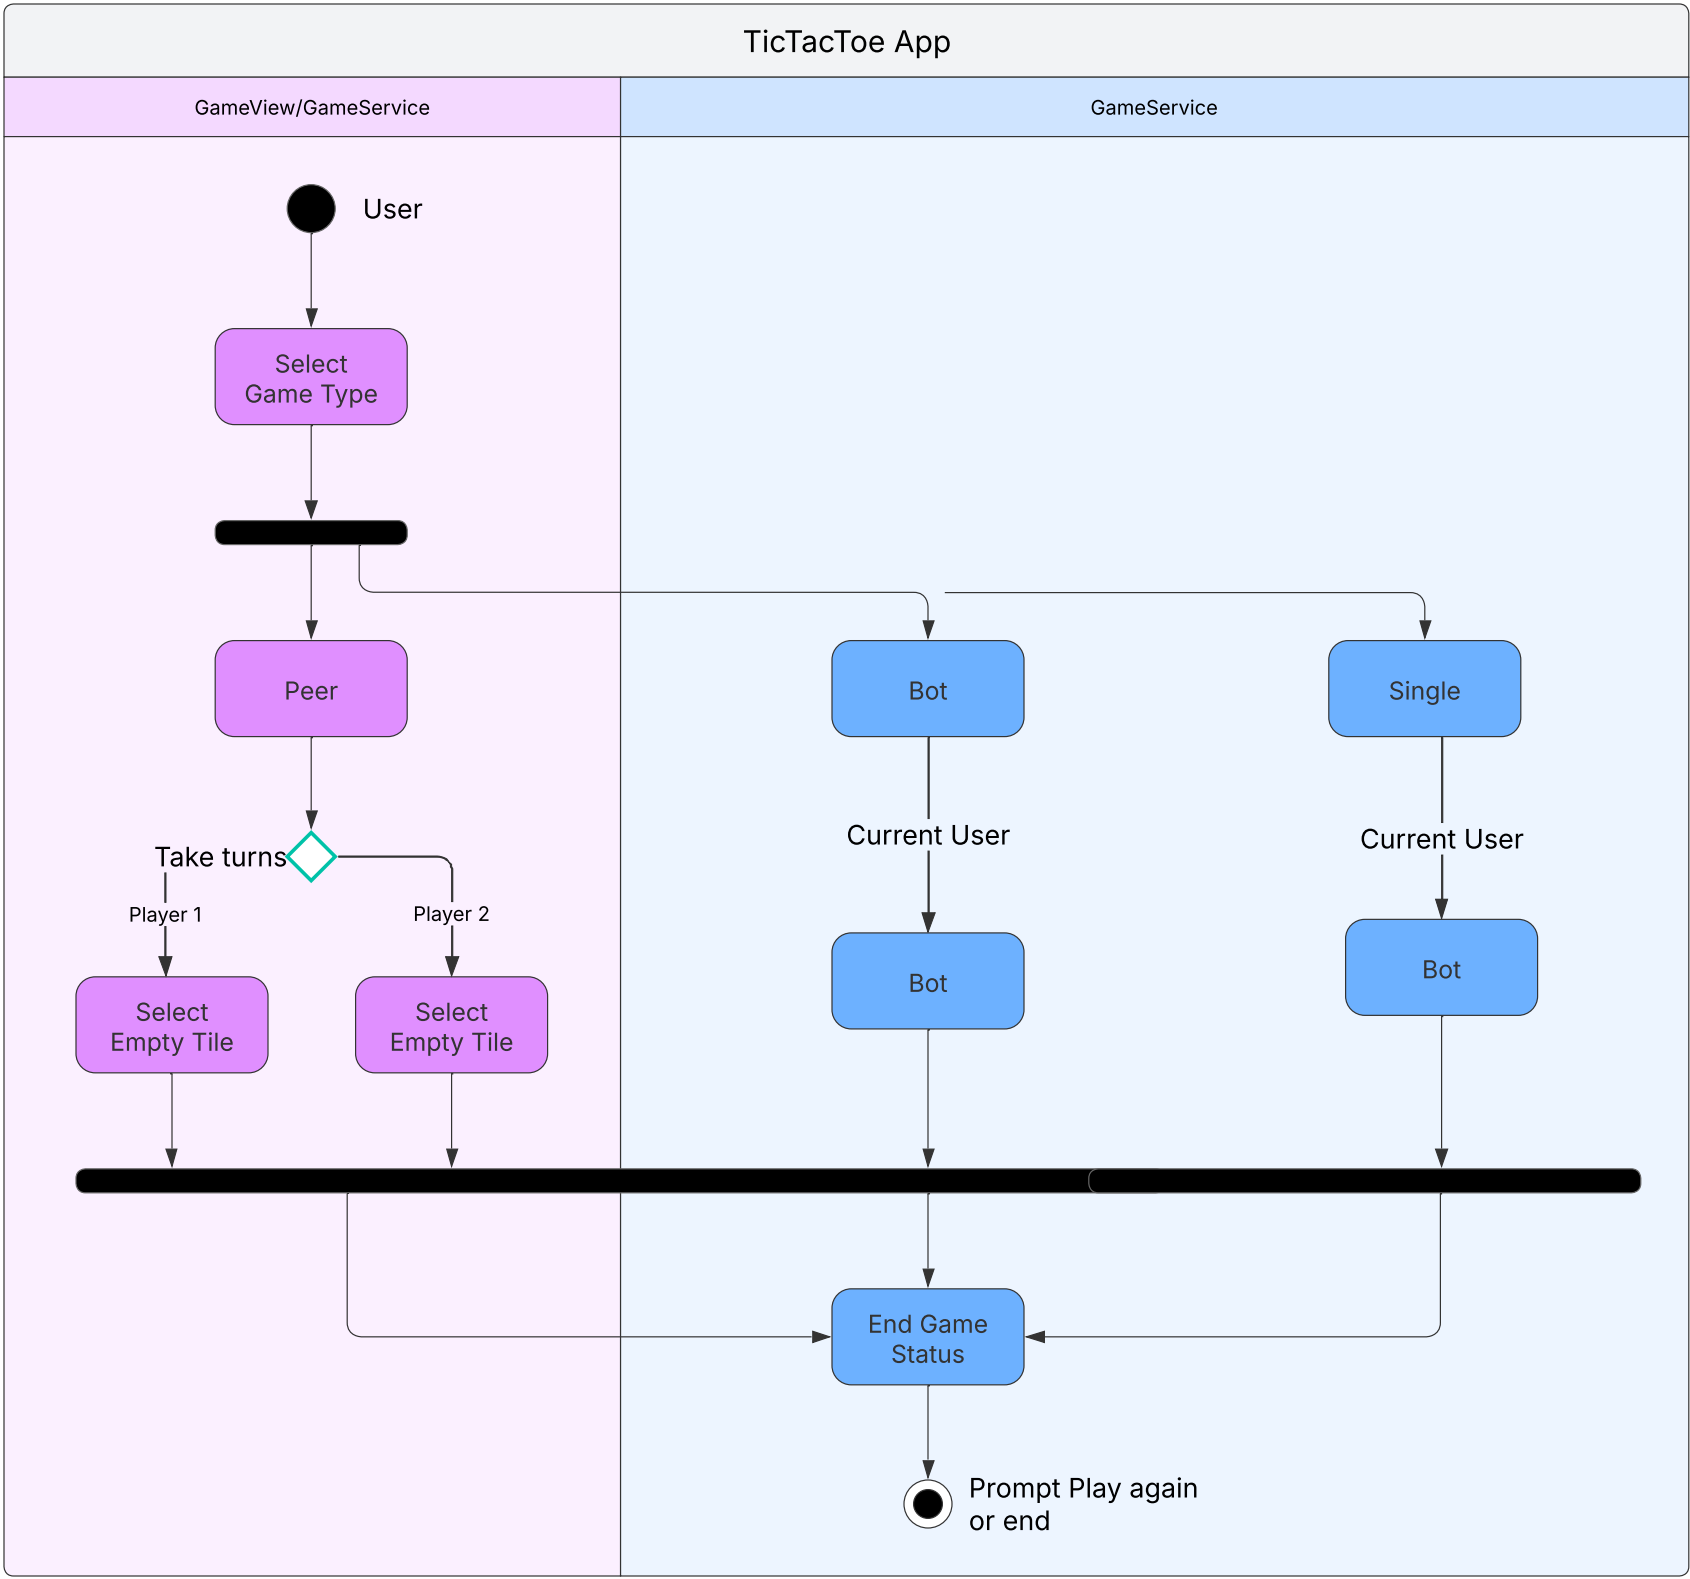 TicTacToe App
GameView/GameService
GameService
User
Select
Game Type
Peer
Bot
Single
Current User
Current User
Take turns
Player 1
Player 2
Bot
Bot
Select
Empty Tile
Select
Empty Tile
End Game
Status
Prompt Play again
or end